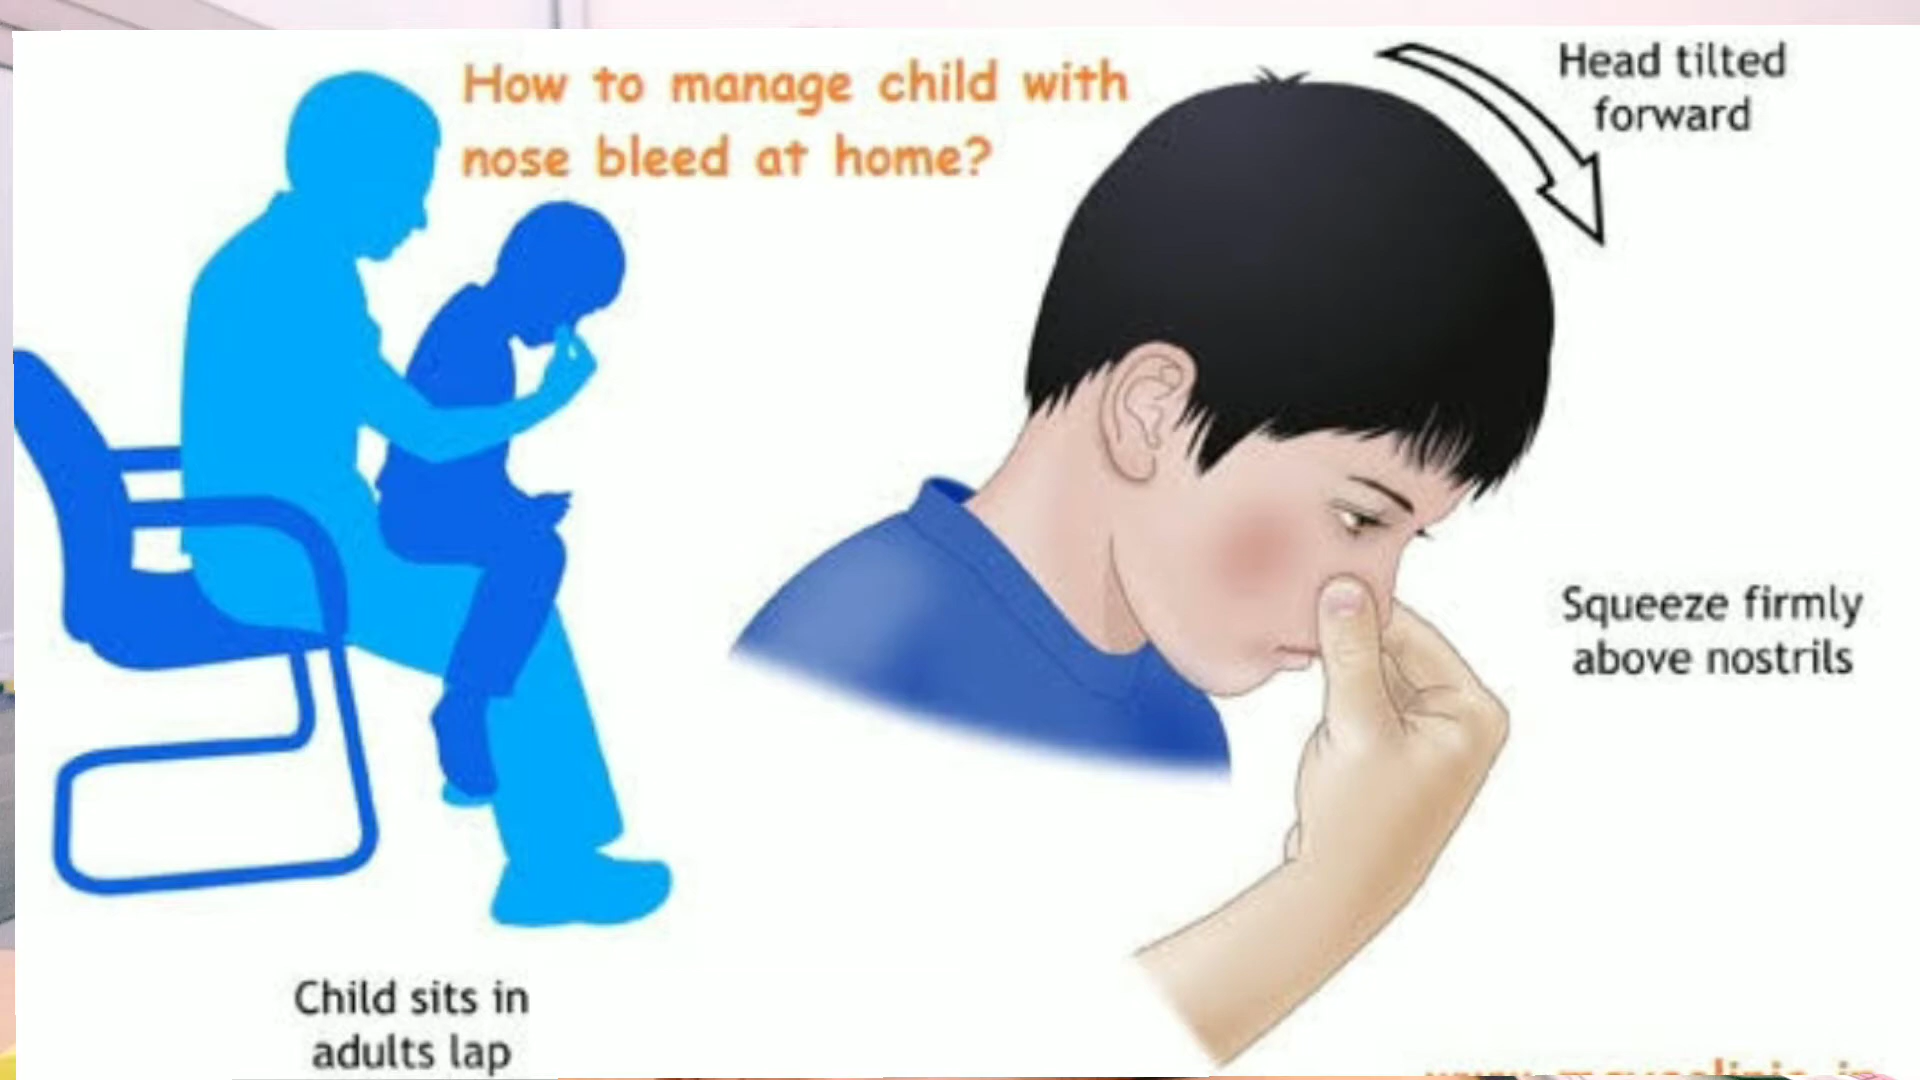 How to manage child with
nose bleed at home?
Head tilted
forward
Squeeze firmly
above nostrils
Child sits in
adults lap